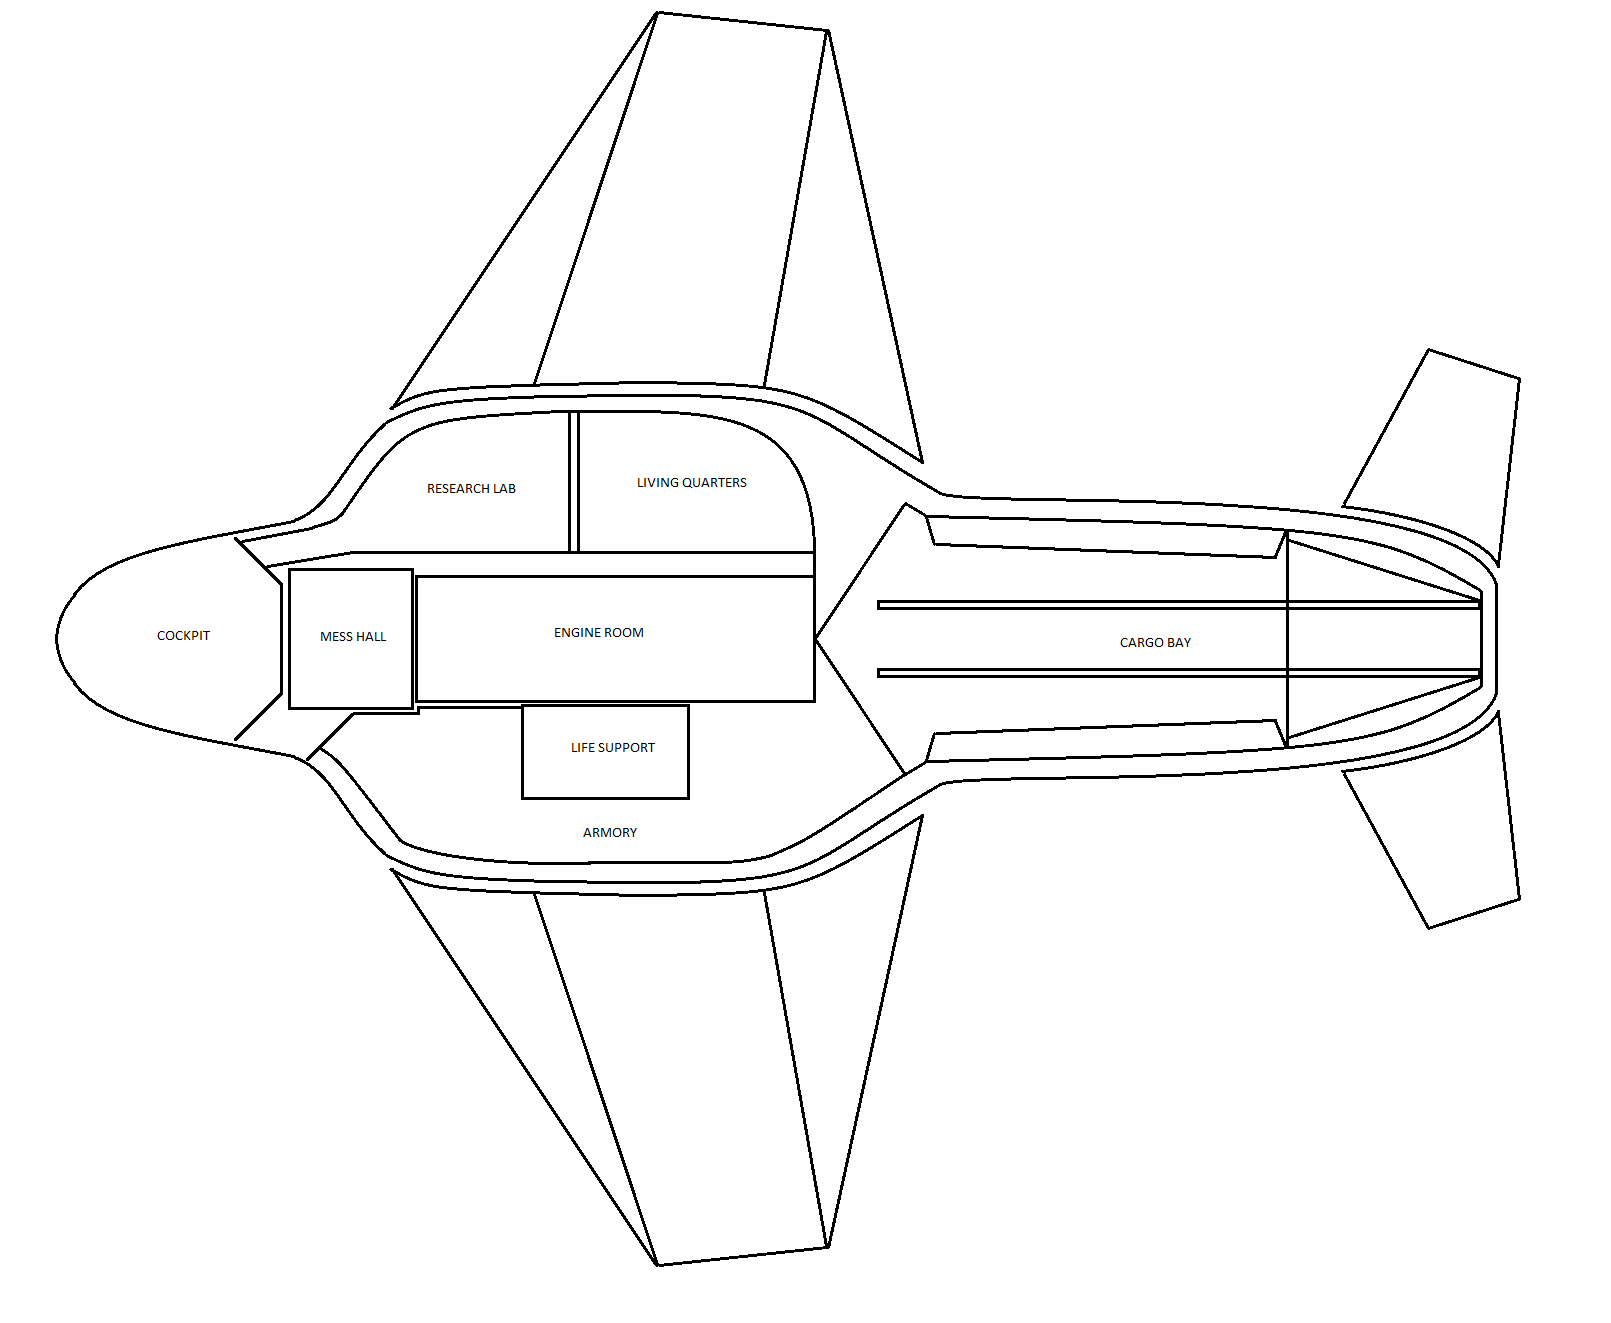 RESEARCH LAB
LIVING QUARTERS
COCKPIT
MESS HALL
ENGINE ROOM
CARGO BAY
LIFE SUPPORT
ARMORY